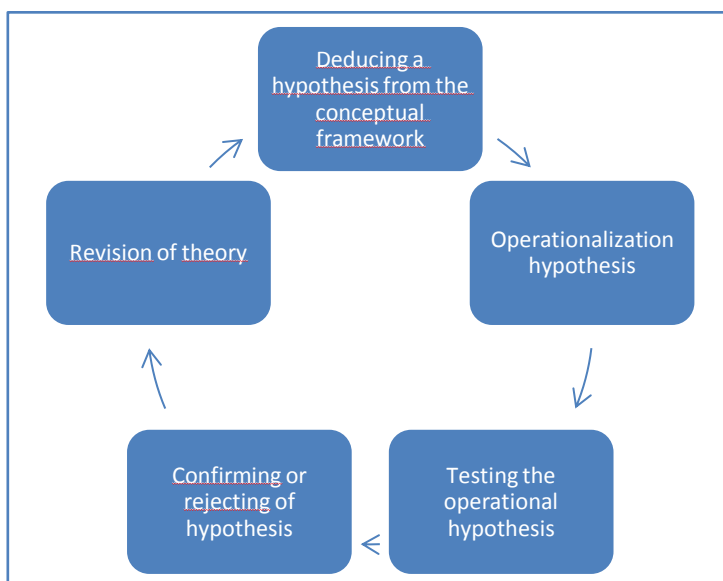 Deducing a
hypothesis from the
conceptual
framework
Operationalization
hypothesis
Testing the
operational
hypothesis
Confirming or
rejecting of
hypothesis
Revision of theory